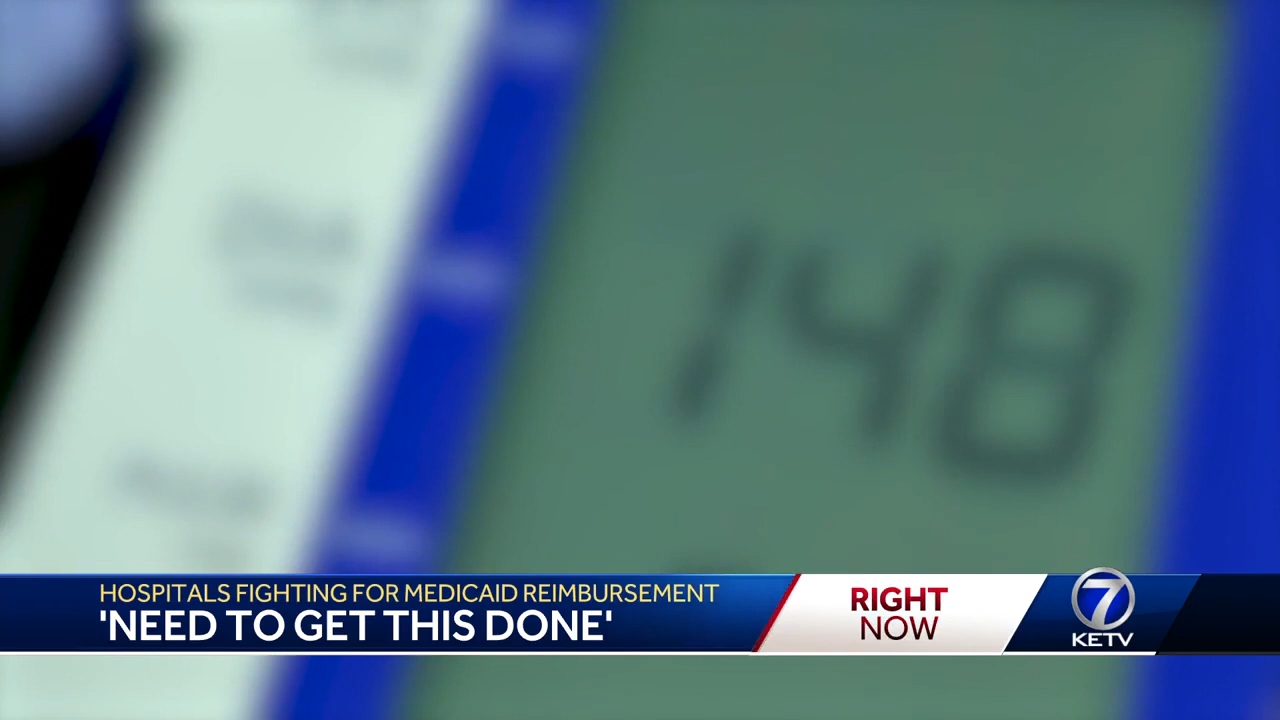 148
HOSPITALS FIGHTING FOR MEDICAID REIMBURSEMENT
'NEED TO GET THIS DONE'
RIGHT
NOW
7
KETV